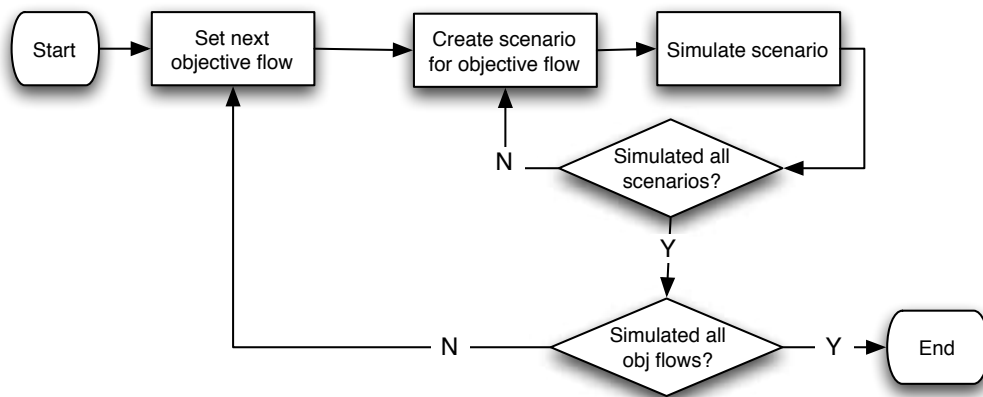 Start
Set next
objective flow
Create scenario
for objective flow
Simulate scenario
Simulated all
scenarios?
N
Y
Simulated all
obj flows?
N
Y
End